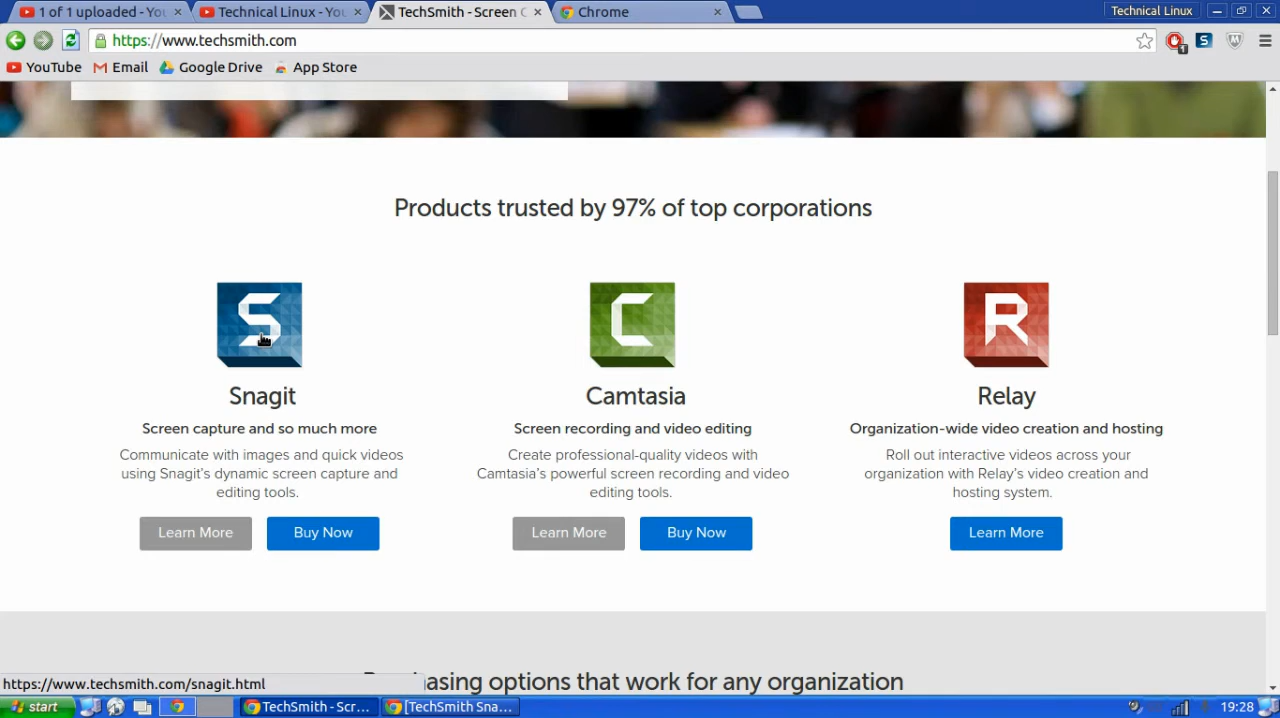 1 of 1 uploaded - You
Technical Linux - You
TechSmith - Screen C
Chrome
Technical Linux
https://www.techsmith.com
1
S
YouTube
Email
Google Drive
App Store
Products trusted by 97% of top corporations
S
C
R
Snagit
Camtasia
Relay
Screen capture and so much more
Screen recording and video editing
Organization-wide video creation and hosting
Communicate with images and quick videos
using Snagit's dynamic screen capture and
editing tools.
Create professional-quality videos with
Camtasia's powerful screen recording and video
editing tools.
Roll out interactive videos across your
organization with Relay's video creation and
hosting system.
Learn More
Buy Now
Learn More
Buy Now
Learn More
options that work for any organization
https://www.techsmith.com/snagit.html
start
TechSmith - Scr...
[TechSmith Sna...
19:28